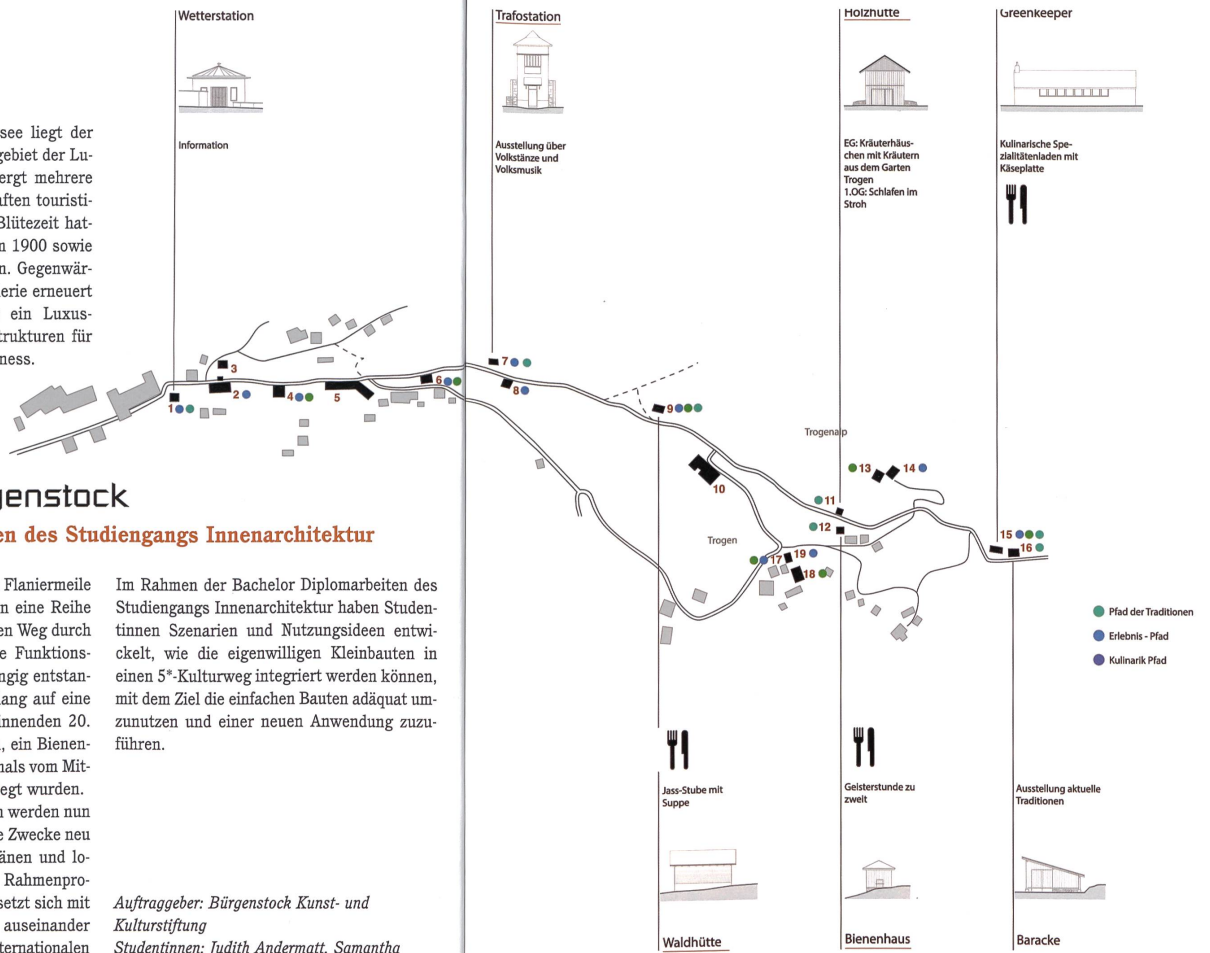 Wetterstation
Information
Trafostation
Ausstellung über
Volkstänze und
Volksmusik
Holzhütte
EG: Kräuterhäus-
chen mit Kräutern
aus dem Garten
Trogen
1.OG: Schlafen im
Stroh
Greenkeeper
Kulinarische Spe-
zialitätenladen mit
Käseplatte
see liegt der
gebiet der Lu-
ergt mehrere
aften touristi-
Blütezeit hat-
n 1900 sowie
n. Gegenwär-
erie erneuert
ein Luxus-
trukturen für
ness.
1
2
3
4
5
6
7
8
9
10
11
12
13
14
15
16
17
19
18
Trogenalp
Trogen
Pfad der Traditionen
Erlebnis - Pfad
Kulinarik Pfad
genstock
en des Studiengangs Innenarchitektur
Flaniermeile
n eine Reihe
en Weg durch
e Funktions-
ngig entstan-
ang auf eine
innenden 20.
, ein Bienen-
nals vom Mit-
egt wurden.
n werden nun
e Zwecke neu
änen und lo-
Rahmenpro-
setzt sich mit
auseinander
ternationalen
Im Rahmen der Bachelor Diplomarbeiten des
Studiengangs Innenarchitektur haben Studen-
tinnen Szenarien und Nutzungsideen entwi-
ckelt, wie die eigenwilligen Kleinbauten in
einen 5*-Kulturweg integriert werden können,
mit dem Ziel die einfachen Bauten adäquat um-
zunutzen und einer neuen Anwendung zuzu-
führen.
Auftraggeber: Bürgenstock Kunst- und
Kulturstiftung
Studentinnen: Judith Andermatt, Samantha
Jass-Stube mit
Suppe
Waldhütte
Geisterstunde zu
zweit
Bienenhaus
Ausstellung aktuelle
Traditionen
Baracke